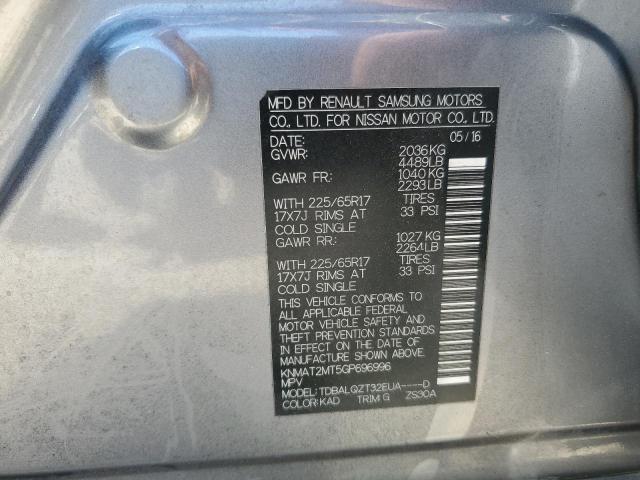 MFD BY RENAULT SAMSUNG MOTORS
CO., LTD. FOR NISSAN MOTOR CO., LTD.
DATE: 05/16
GVWR: 2036KG
4489LB
GAWR FR: 1040KG
2293LB
WITH 225/65R17 TIRES
17X7J RIMS AT 33 PSI
COLD SINGLE
GAWR RR: 1027KG
2264LB
WITH 225/65R17 TIRES
17X7J RIMS AT 33 PSI
COLD SINGLE
THIS VEHICLE CONFORMS TO
ALL APPLICABLE FEDERAL
MOTOR VEHICLE SAFETY AND
THEFT PREVENTION STANDARDS
IN EFFECT ON THE DATE OF
MANUFACTURE SHOWN ABOVE.
KNMAT2MT5GP696996
MPV
MODEL: TDBALQZT32EUA----D
COLOR: KAD TRIM G ZS30A